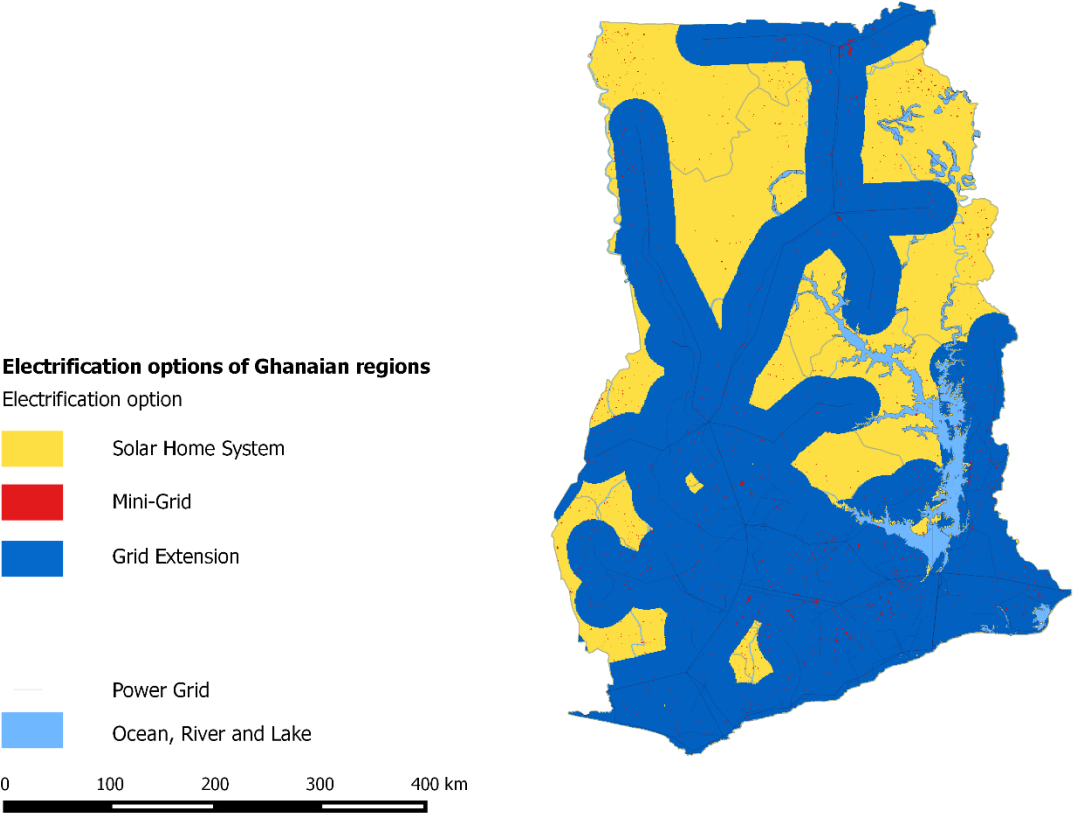 Electrification options of Ghanaian regions
Electrification option
Solar Home System
Mini-Grid
Grid Extension
Power Grid
Ocean, River and Lake
0 100 200 300 400 km